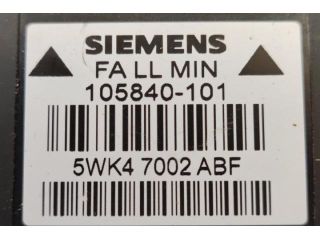 SIEMENS
FA LL MIN
105840-101
5WK4 7002 ABF